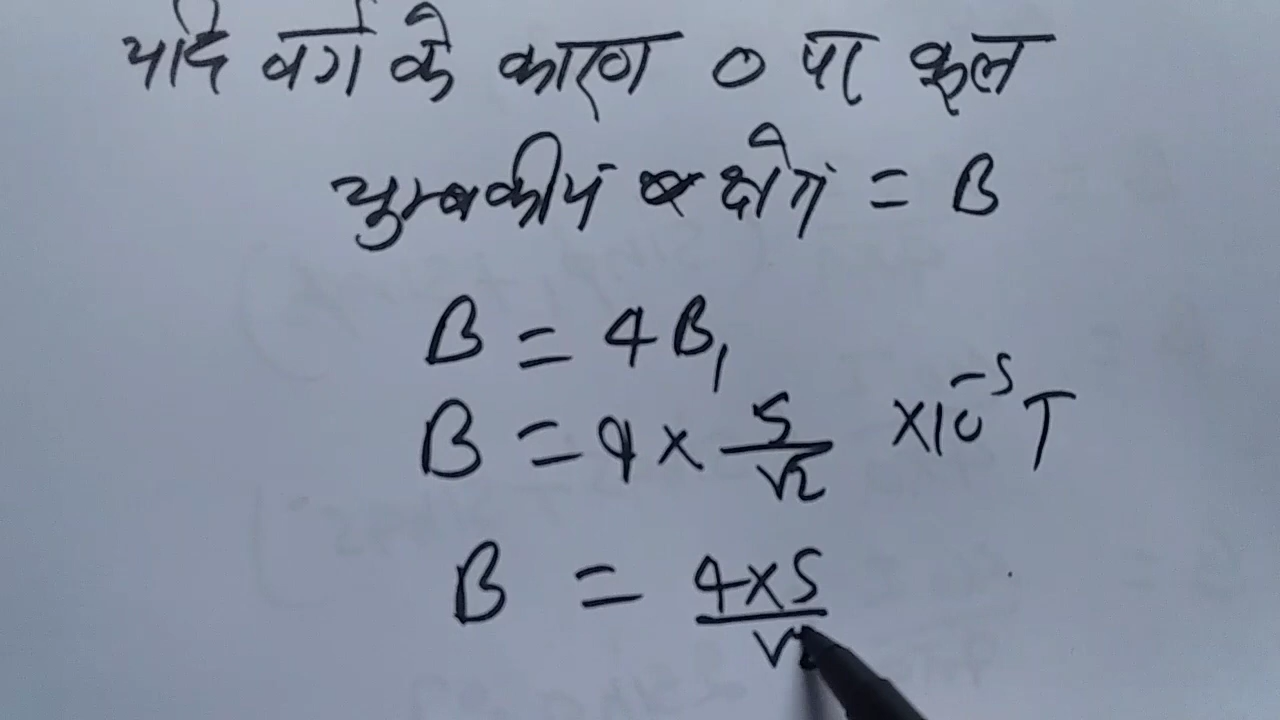 यदि वर्ग के कारण O पर कुल
चुम्बकीय क्षेत्र = B
B = 4B₁
B = 4 × 5/√2 × 10⁻⁵ T
B = 4×5/√2